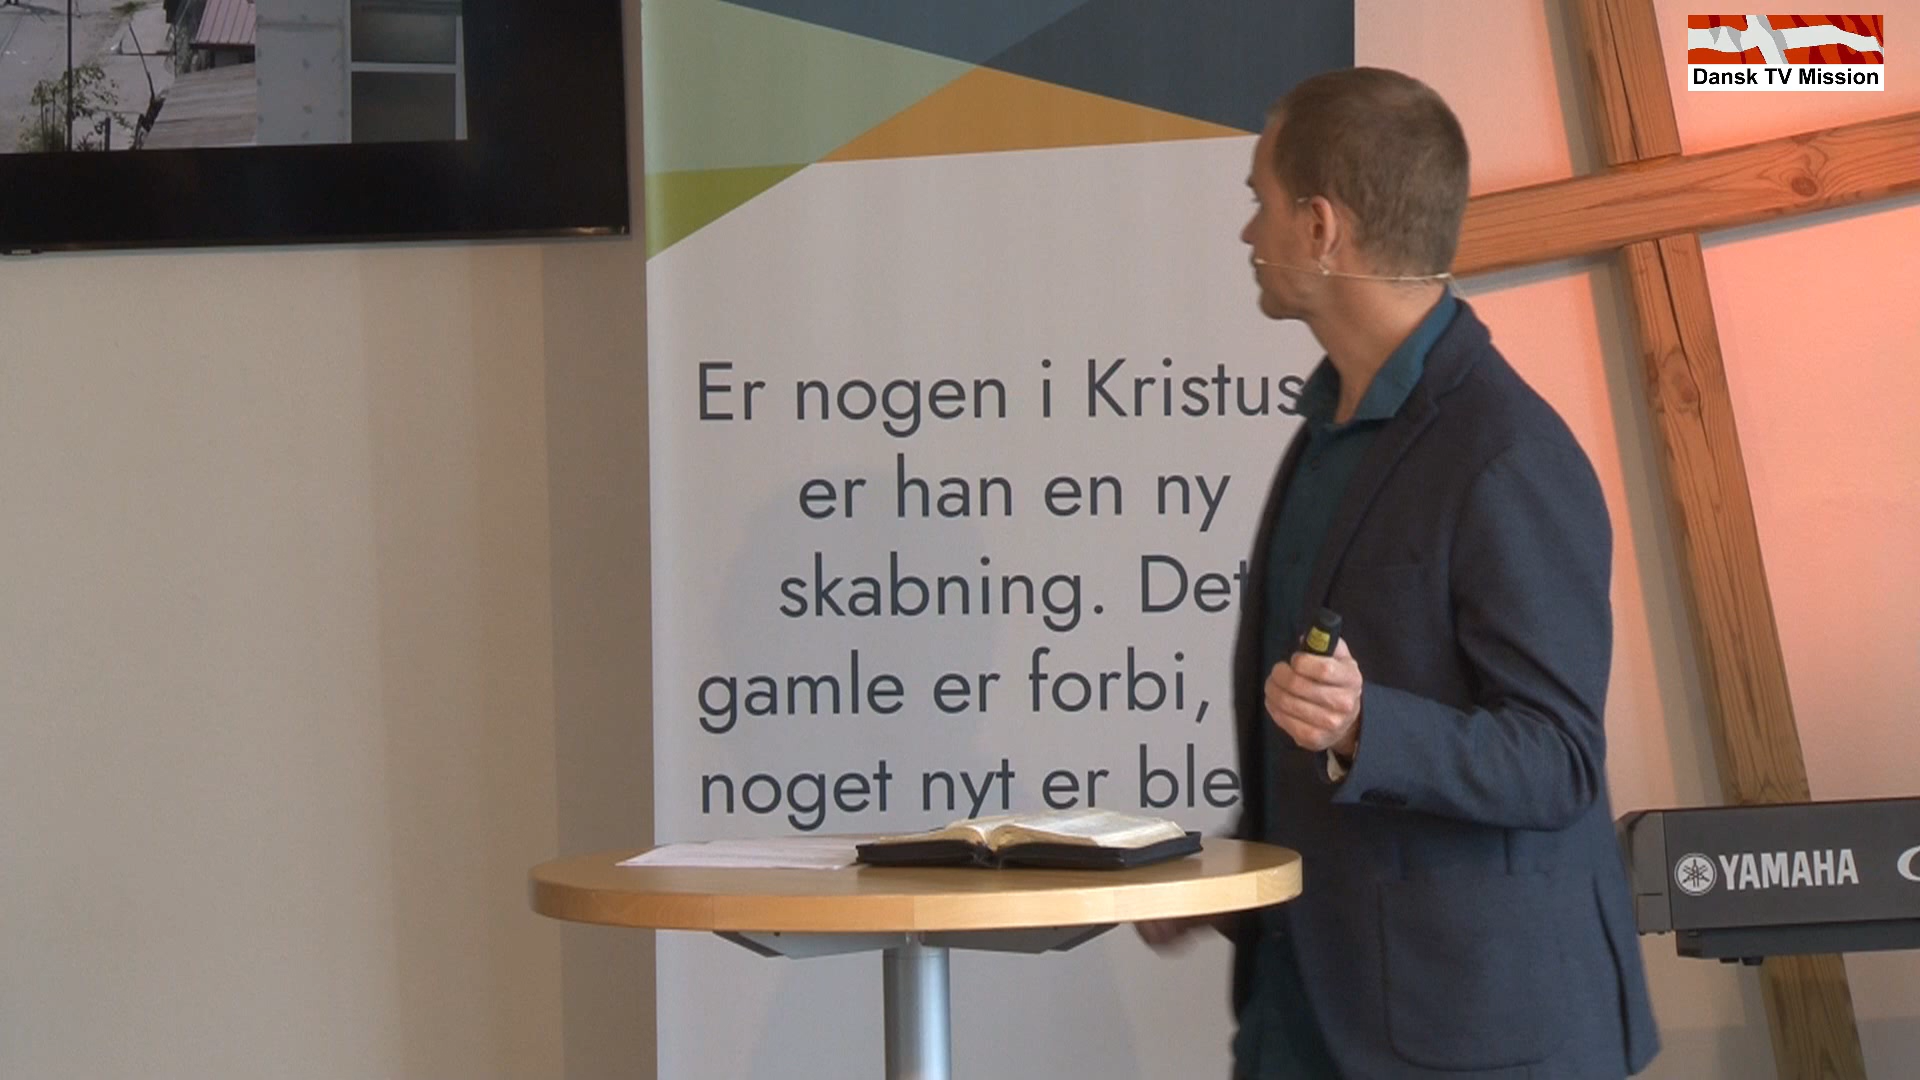 Dansk TV Mission
Er nogen i Kristus
er han en ny
skabning. Det
gamle er forbi,
noget nyt er ble
YAMAHA